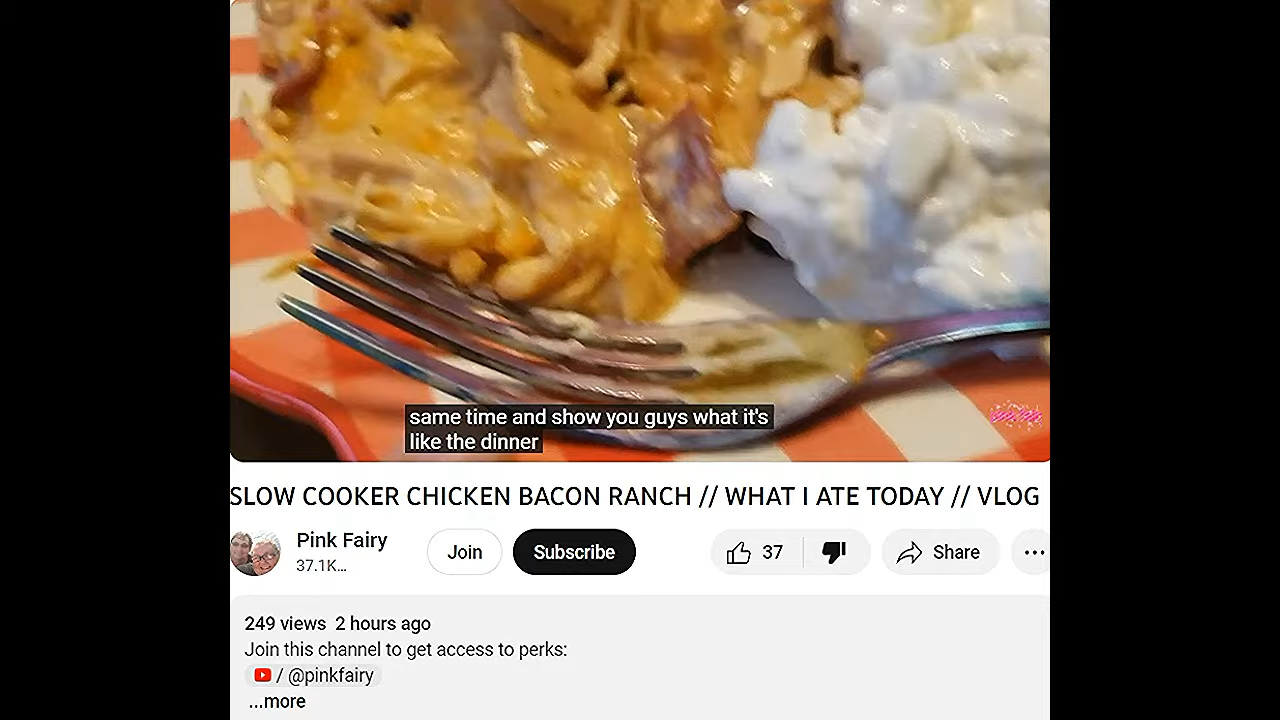 same time and show you guys what it's
like the dinner
SLOW COOKER CHICKEN BACON RANCH // WHAT I ATE TODAY // VLOG
Pink Fairy
37.1K...
Join
Subscribe
37
Share
249 views 2 hours ago
Join this channel to get access to perks:
/ @pinkfairy
...more